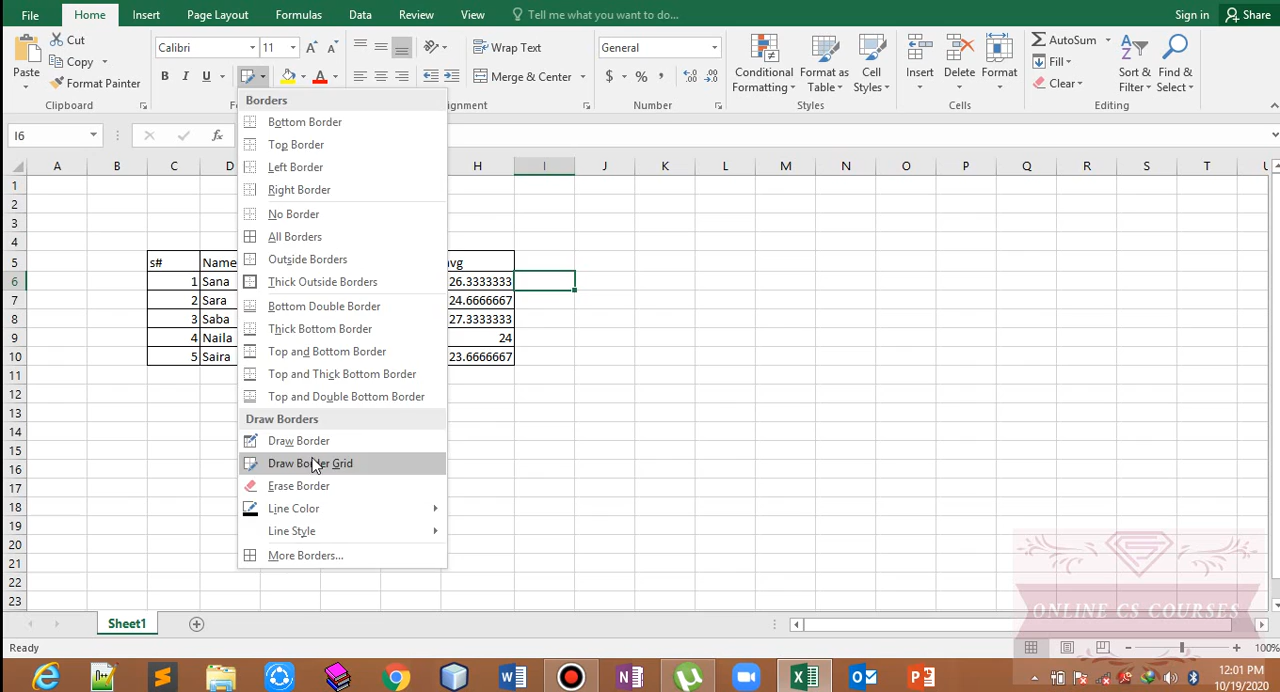 File Home Insert Page Layout Formulas Data Review View Tell me what you want to do... Sign in Share
Cut
Copy
Format Painter
Paste
Clipboard
Calibri 11
B I U
Wrap Text
Merge & Center
lignment
General
$ % ,
Number
Conditional Formatting
Format as Table
Cell Styles
Styles
Insert Delete Format
Cells
AutoSum
Fill
Clear
Sort & Filter
Find & Select
Editing
I6 fx
A B C D H I J K L M N O P Q R S T U
Borders
Bottom Border
Top Border
Left Border
Right Border
No Border
All Borders
Outside Borders
Thick Outside Borders
Bottom Double Border
Thick Bottom Border
Top and Bottom Border
Top and Thick Bottom Border
Top and Double Bottom Border
Draw Borders
Draw Border
Draw Border Grid
Erase Border
Line Color
Line Style
More Borders...
1
2
3
4
5 s# Name avg
6 1 Sana 26.3333333
7 2 Sara 24.6666667
8 3 Saba 27.3333333
9 4 Naila 24
10 5 Saira 23.6666667
11
12
13
14
15
16
17
18
19
20
21
22
23
ONLINE CS COURSES
Sheet1
Ready 100%
12:01 PM
10/19/2020